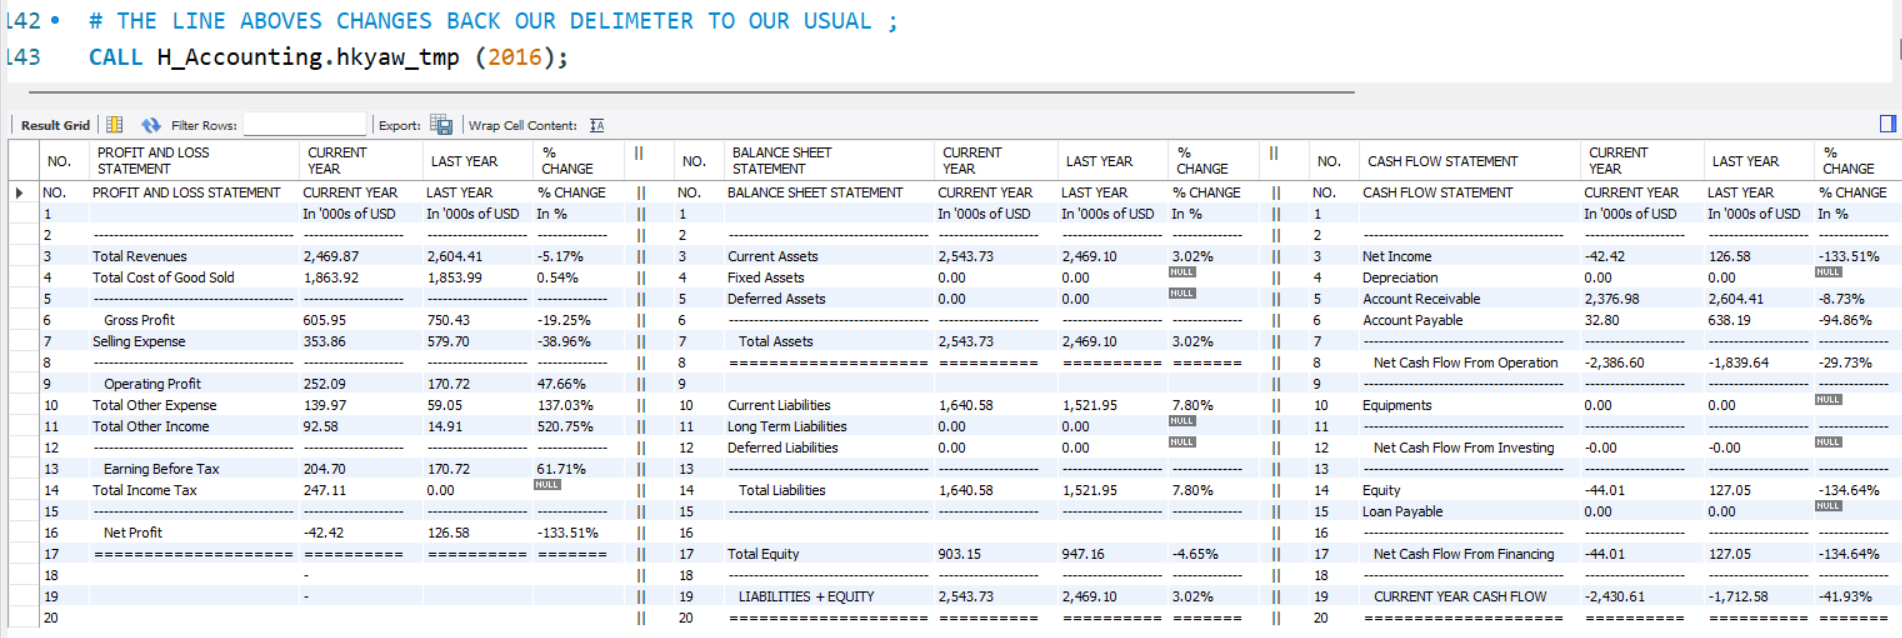 142 # THE LINE ABOVES CHANGES BACK OUR DELIMETER TO OUR USUAL ;
143 CALL H_Accounting.hkyaw_tmp (2016);
Result Grid Filter Rows: Export: Wrap Cell Content: IA
NO. PROFIT AND LOSS STATEMENT CURRENT YEAR LAST YEAR % CHANGE || NO. BALANCE SHEET STATEMENT CURRENT YEAR LAST YEAR % CHANGE || NO. CASH FLOW STATEMENT CURRENT YEAR LAST YEAR % CHANGE
NO. PROFIT AND LOSS STATEMENT CURRENT YEAR LAST YEAR % CHANGE || NO. BALANCE SHEET STATEMENT CURRENT YEAR LAST YEAR % CHANGE || NO. CASH FLOW STATEMENT CURRENT YEAR LAST YEAR % CHANGE
1 In '000s of USD In '000s of USD In % || 1 In '000s of USD In '000s of USD In % || 1 In '000s of USD In '000s of USD In %
2 || 2 || 2
3 Total Revenues 2,469.87 2,604.41 -5.17% || 3 Current Assets 2,543.73 2,469.10 3.02% || 3 Net Income -42.42 126.58 -133.51%
4 Total Cost of Good Sold 1,863.92 1,853.99 0.54% || 4 Fixed Assets 0.00 0.00 NULL || 4 Depreciation 0.00 0.00 NULL
5 || 5 Deferred Assets 0.00 0.00 NULL || 5 Account Receivable 2,376.98 2,604.41 -8.73%
6 Gross Profit 605.95 750.43 -19.25% || 6 || 6 Account Payable 32.80 638.19 -94.86%
7 Selling Expense 353.86 579.70 -38.96% || 7 Total Assets 2,543.73 2,469.10 3.02% || 7
8 || 8 ==================== ========== ========== ======= || 8 Net Cash Flow From Operation -2,386.60 -1,839.64 -29.73%
9 Operating Profit 252.09 170.72 47.66% || 9 || 9
10 Total Other Expense 139.97 59.05 137.03% || 10 Current Liabilities 1,640.58 1,521.95 7.80% || 10 Equipments 0.00 0.00 NULL
11 Total Other Income 92.58 14.91 520.75% || 11 Long Term Liabilities 0.00 0.00 NULL || 11
12 || 12 Deferred Liabilities 0.00 0.00 NULL || 12 Net Cash Flow From Investing -0.00 -0.00 NULL
13 Earning Before Tax 204.70 170.72 61.71% || 13 || 13
14 Total Income Tax 247.11 0.00 NULL || 14 Total Liabilities 1,640.58 1,521.95 7.80% || 14 Equity -44.01 127.05 -134.64%
15 || 15 || 15 Loan Payable 0.00 0.00 NULL
16 Net Profit -42.42 126.58 -133.51% || 16 || 16
17 ==================== ========== ========== ======= || 17 Total Equity 903.15 947.16 -4.65% || 17 Net Cash Flow From Financing -44.01 127.05 -134.64%
18 - || 18 || 18
19 - || 19 LIABILITIES + EQUITY 2,543.73 2,469.10 3.02% || 19 CURRENT YEAR CASH FLOW -2,430.61 -1,712.58 -41.93%
20 || 20 ==================== ========== ========== ======= || 20 ==================== ========== ========== =======